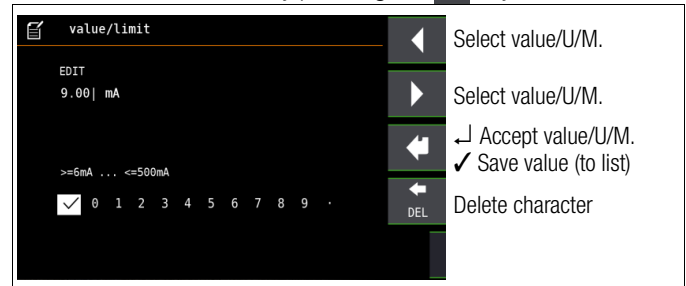 value/limit
Select value/U/M.
EDIT
9.00| mA
Select value/U/M.
↵ Accept value/U/M.
✓ Save value (to list)
>=6mA ... <=500mA
✓ 0 1 2 3 4 5 6 7 8 9 .
DEL
Delete character